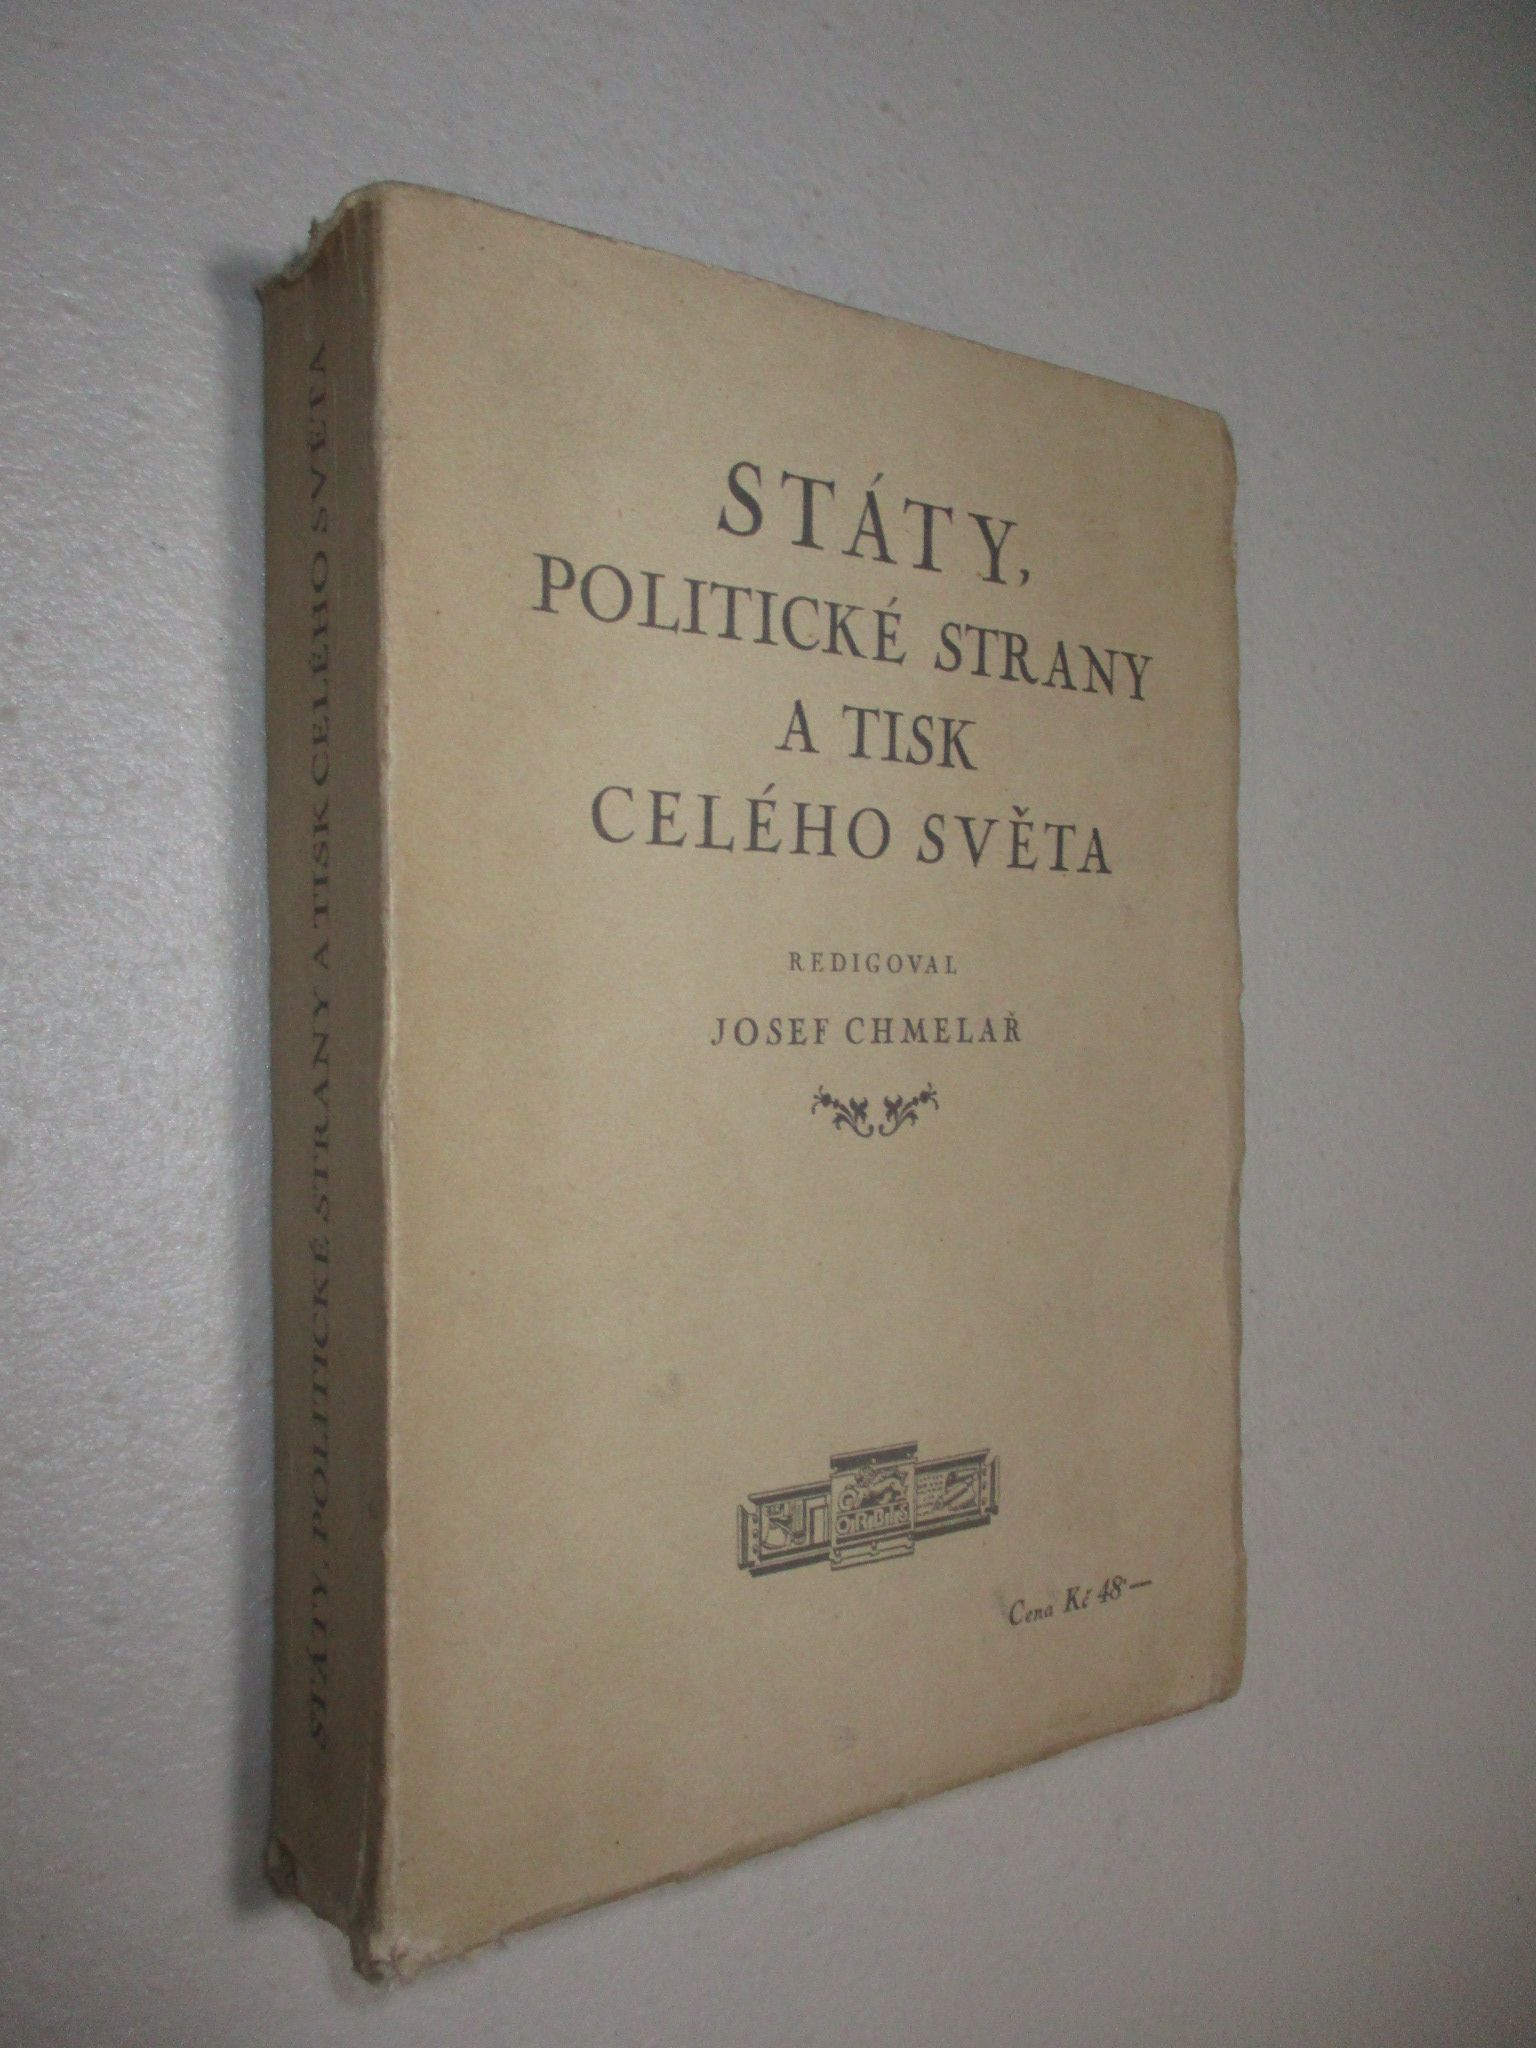 STÁTY,
POLITICKÉ STRANY
A TISK
CELÉHO SVĚTA
REDIGOVAL
JOSEF CHMELAŘ
ORBIS
Cena Kč 48·—
STÁTY, POLITICKÉ STRANY A TISK CELÉHO SVĚTA